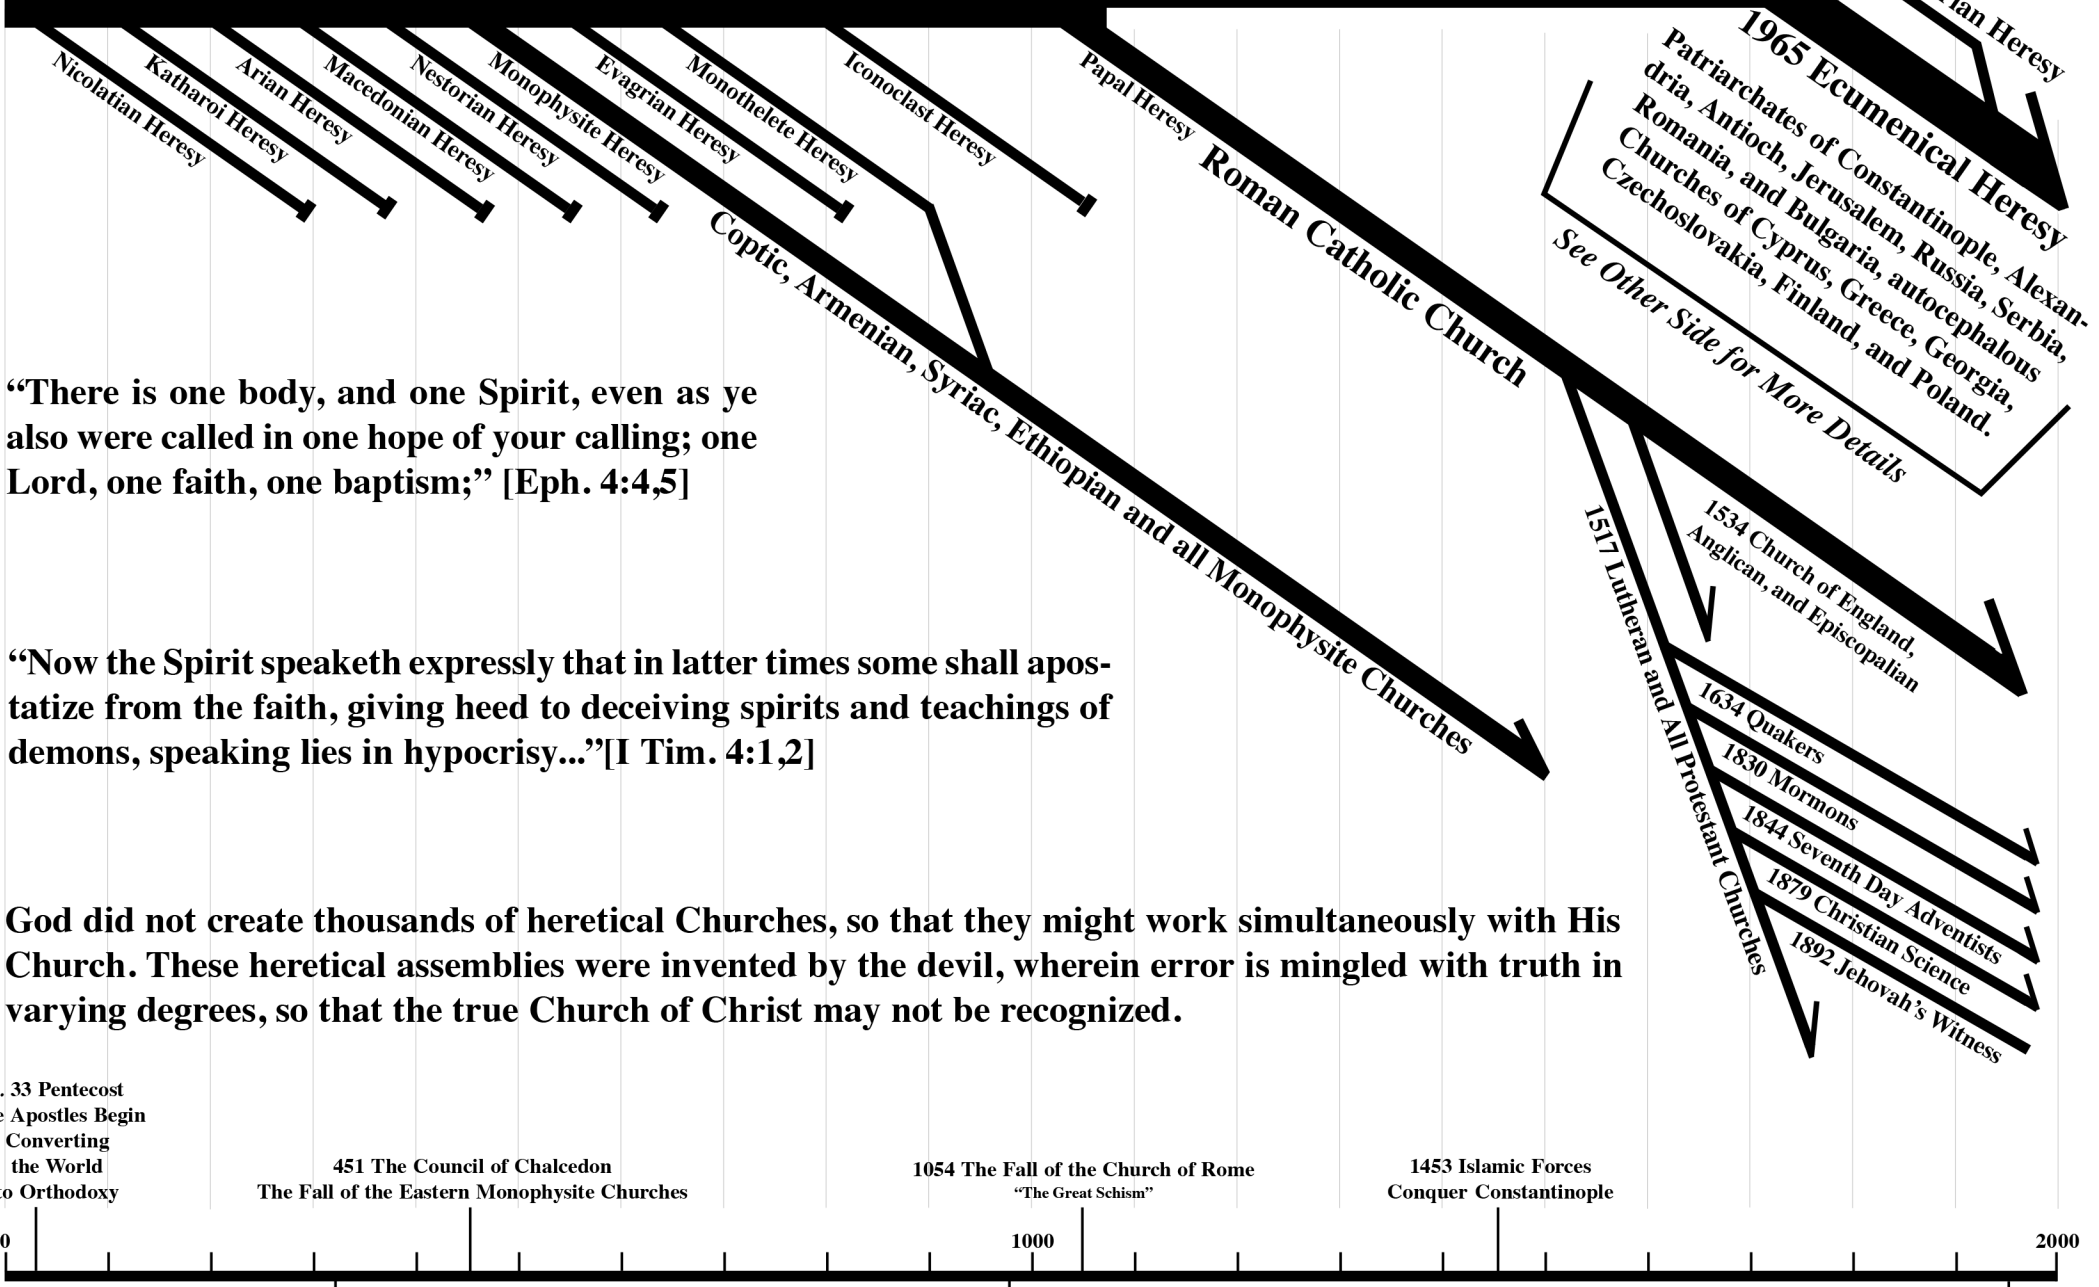 Nicolatian Heresy
Katharoi Heresy
Arian Heresy
Macedonian Heresy
Nestorian Heresy
Monophysite Heresy
Evagrian Heresy
Monothelete Heresy
Iconoclast Heresy
Papal Heresy
Roman Catholic Church
Coptic, Armenian, Syriac, Ethiopian and all Monophysite Churches
Heresy
1965 Ecumenical Heresy
Patriarchates of Constantinople, Alexan-
dria, Antioch, Jerusalem, Russia, Serbia,
Romania, and Bulgaria, autocephalous
Churches of Cyprus, Greece, Georgia,
Czechoslovakia, Finland, and Poland.
See Other Side for More Details
“There is one body, and one Spirit, even as ye
also were called in one hope of your calling; one
Lord, one faith, one baptism;” [Eph. 4:4,5]
1517 Lutheran and All Protestant Churches
1534 Church of England,
Anglican, and Episcopalian
1634 Quakers
1830 Mormons
1844 Seventh Day Adventists
1879 Christian Science
1892 Jehovah’s Witness
“Now the Spirit speaketh expressly that in latter times some shall apos-
tatize from the faith, giving heed to deceiving spirits and teachings of
demons, speaking lies in hypocrisy...”[I Tim. 4:1,2]
God did not create thousands of heretical Churches, so that they might work simultaneously with His
Church. These heretical assemblies were invented by the devil, wherein error is mingled with truth in
varying degrees, so that the true Church of Christ may not be recognized.
. 33 Pentecost
e Apostles Begin
Converting
the World
to Orthodoxy
451 The Council of Chalcedon
The Fall of the Eastern Monophysite Churches
1054 The Fall of the Church of Rome
“The Great Schism”
1453 Islamic Forces
Conquer Constantinople
0
1000
2000